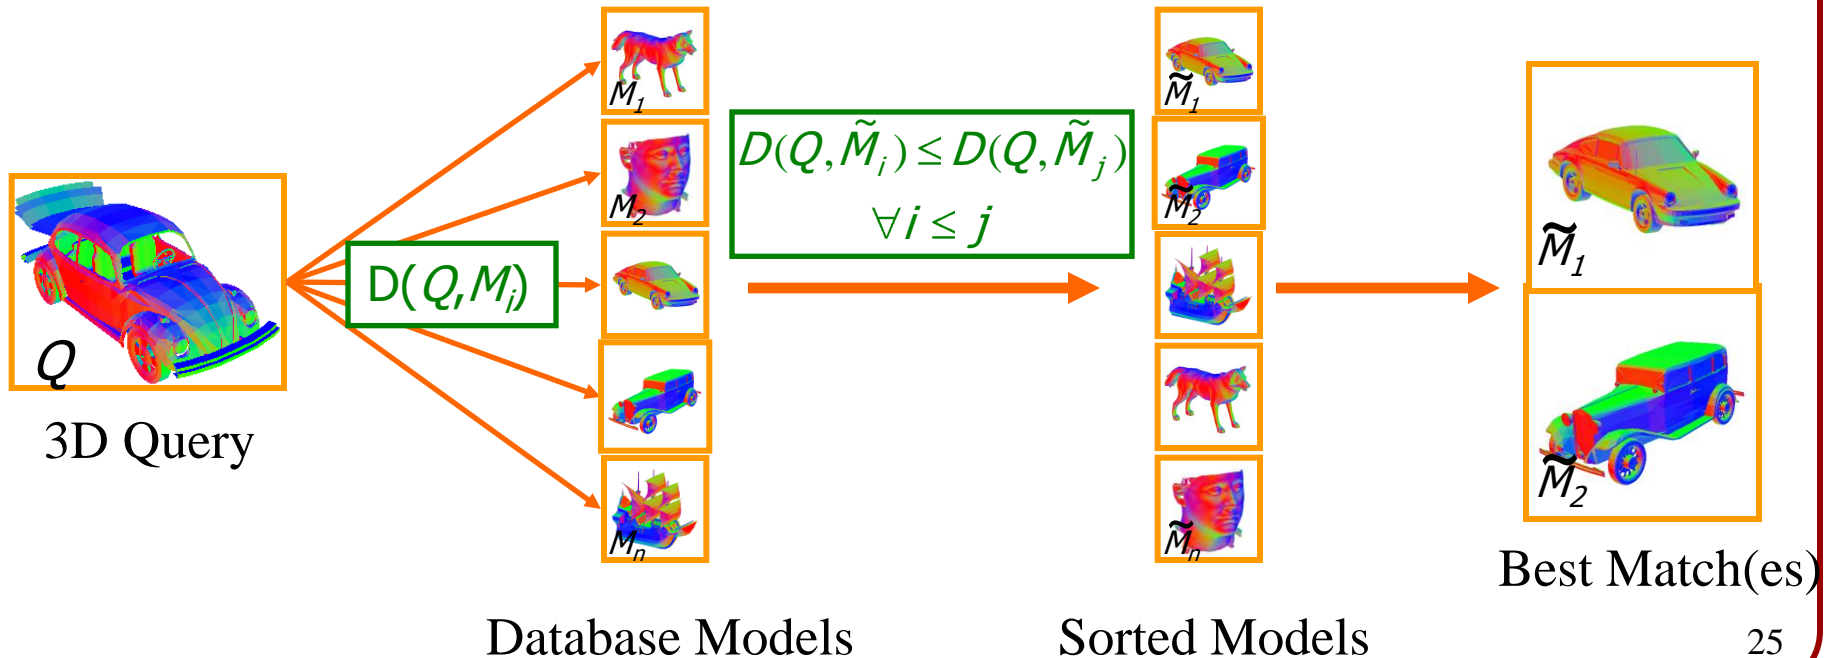 Q
3D Query
D(Q,Mᵢ)
M₁
M₂
Mₙ
Database Models
D(Q,M̃ᵢ) ≤ D(Q,M̃ⱼ)
∀i ≤ j
M̃₁
M̃₂
M̃ₙ
Sorted Models
M̃₁
M̃₂
Best Match(es)
25